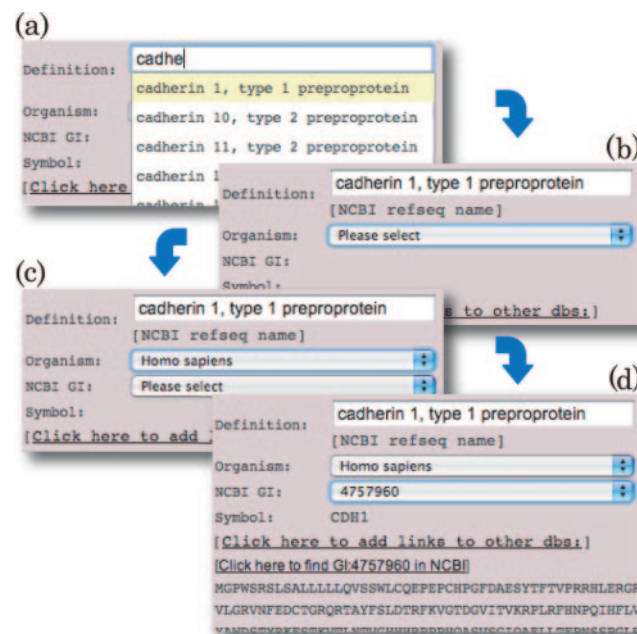 (a)
Definition: cadhe
cadherin 1, type 1 preproprotein
cadherin 10, type 2 preproprotein
Organism:
cadherin 11, type 2 preproprotein
NCBI GI:
Symbol:
[Click here
(b)
Definition: cadherin 1, type 1 preproprotein
[NCBI refseq name]
Organism: Please select
NCBI GI:
Symbol:
to other dbs:]
(c)
Definition: cadherin 1, type 1 preproprotein
[NCBI refseq name]
Organism: Homo sapiens
NCBI GI: Please select
Symbol:
[Click here to add
(d)
Definition: cadherin 1, type 1 preproprotein
[NCBI refseq name]
Organism: Homo sapiens
NCBI GI: 4757960
Symbol: CDH1
[Click here to add links to other dbs:]
[Click here to find GI:4757960 in NCBI]
MGPWSRSLSALLLLLQVSSWLCQEPEPCHPGFDAESYTFTVPRRHLERGR
VLGRVNFEDCTGRQRTAYFSLDTRFKVGTDGVITVKRPLRFHNPQIHFLV